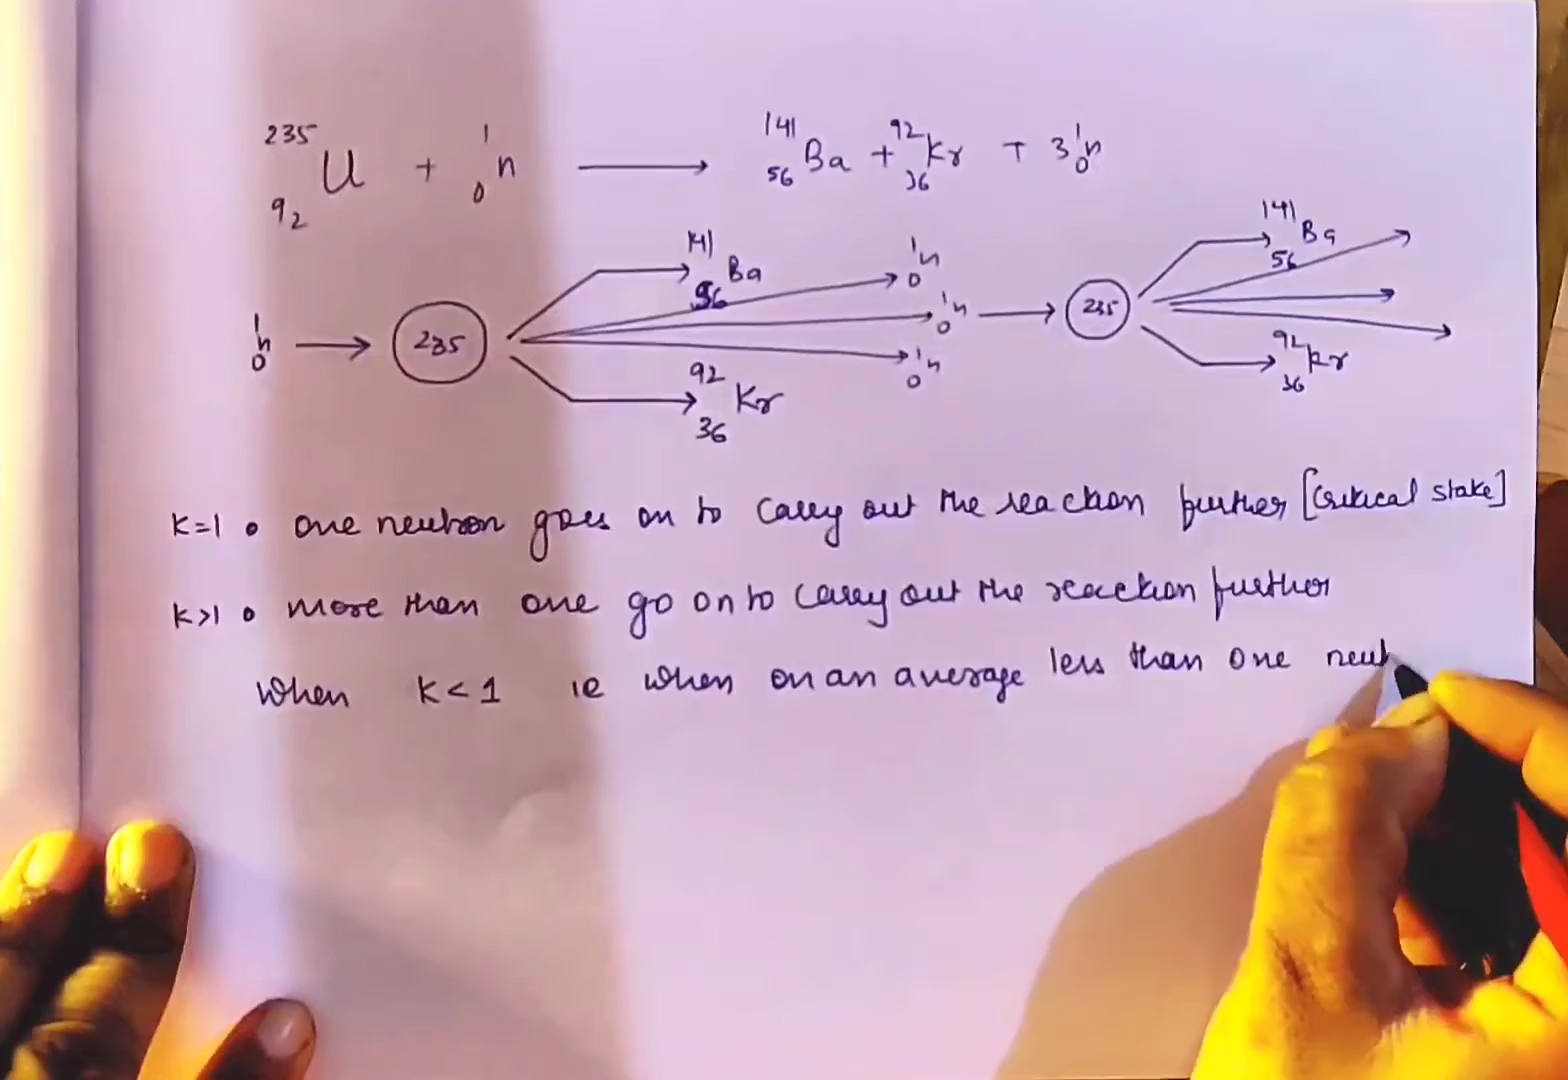 235 92 U + 1 0 n → 141 56 Ba + 92 36 Kr + 3 1 0 n
1 0 n → 235
141 56 Ba
92 36 Kr
1 0 n
1 0 n → 235
1 0 n
141 56 Ba
92 36 Kr
K=1 • one neutron goes on to carry out the reaction further [Critical state]
K>1 • more than one go on to carry out the reaction further
when K < 1 ie when on an average less than one neut